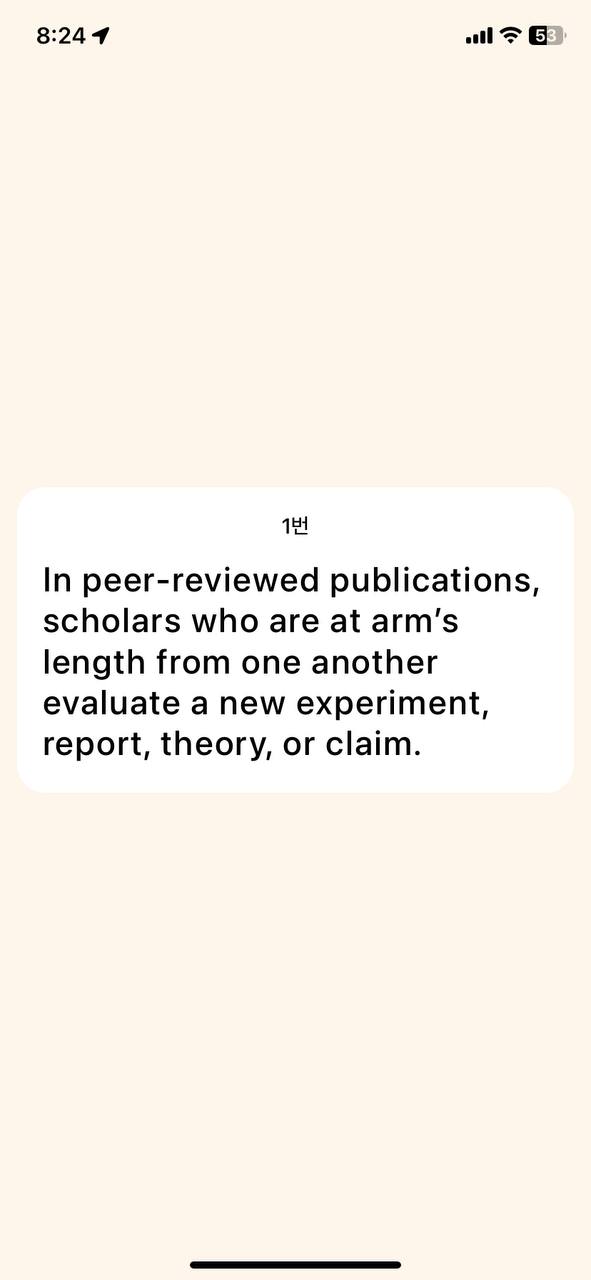 8:24
53
1번
In peer-reviewed publications,
scholars who are at arm’s
length from one another
evaluate a new experiment,
report, theory, or claim.